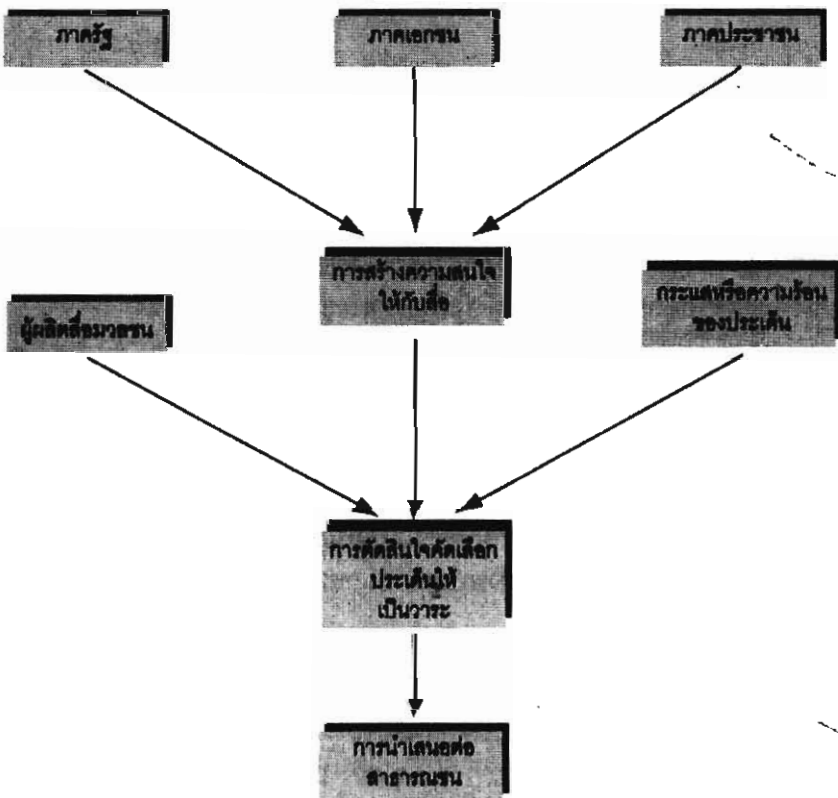 ภาครัฐ
ภาคเอกชน
ภาคประชาชน
การสร้างความสนใจ
ให้กับสื่อ
กระแสหรือความร้อน
ของประเด็น
ผู้ผลิตสื่อมวลชน
การตัดสินใจคัดเลือก
ประเด็นให้
เป็นวาระ
การนำเสนอต่อ
สาธารณชน